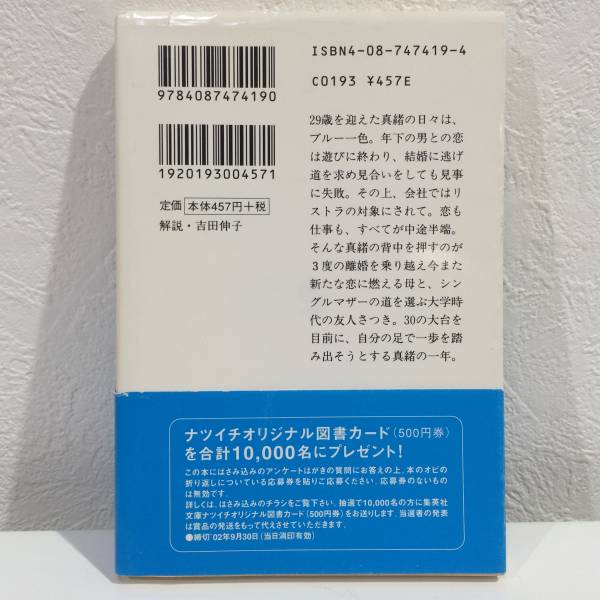 ISBN4-08-747419-4
C0193 ¥457E
9784087474190
1920193004571
定価 本体457円+税
解説・吉田伸子
29歳を迎えた真緒の日々は、
ブルー一色。年下の男との恋
は遊びに終わり、結婚に逃げ
道を求め見合いをしても見事
に失敗。その上、会社ではリ
ストラの対象にされて。恋も
仕事も、すべてが中途半端。
そんな真緒の背中を押すのが
3度の離婚を乗り越え今また
新たな恋に燃える母と、シン
グルマザーの道を選ぶ大学時
代の友人さつき。30の大台を
目前に、自分の足で一歩を踏
み出そうとする真緒の一年。
ナツイチオリジナル図書カード(500円券)
を合計10,000名にプレゼント!
この本にはさみ込みのアンケートはがきの質問にお答えの上、本のオビの
折り返しについている応募券を貼りご応募ください。応募券のないもの
は無効です。
詳しくは、はさみ込みのチラシをご覧下さい。抽選で10,000名の方に集英社
文庫ナツイチオリジナル図書カード(500円券)をお送りします。当選者の発表
は賞品の発送をもって代えさせていただきます。
●締切'02年9月30日(当日消印有効)